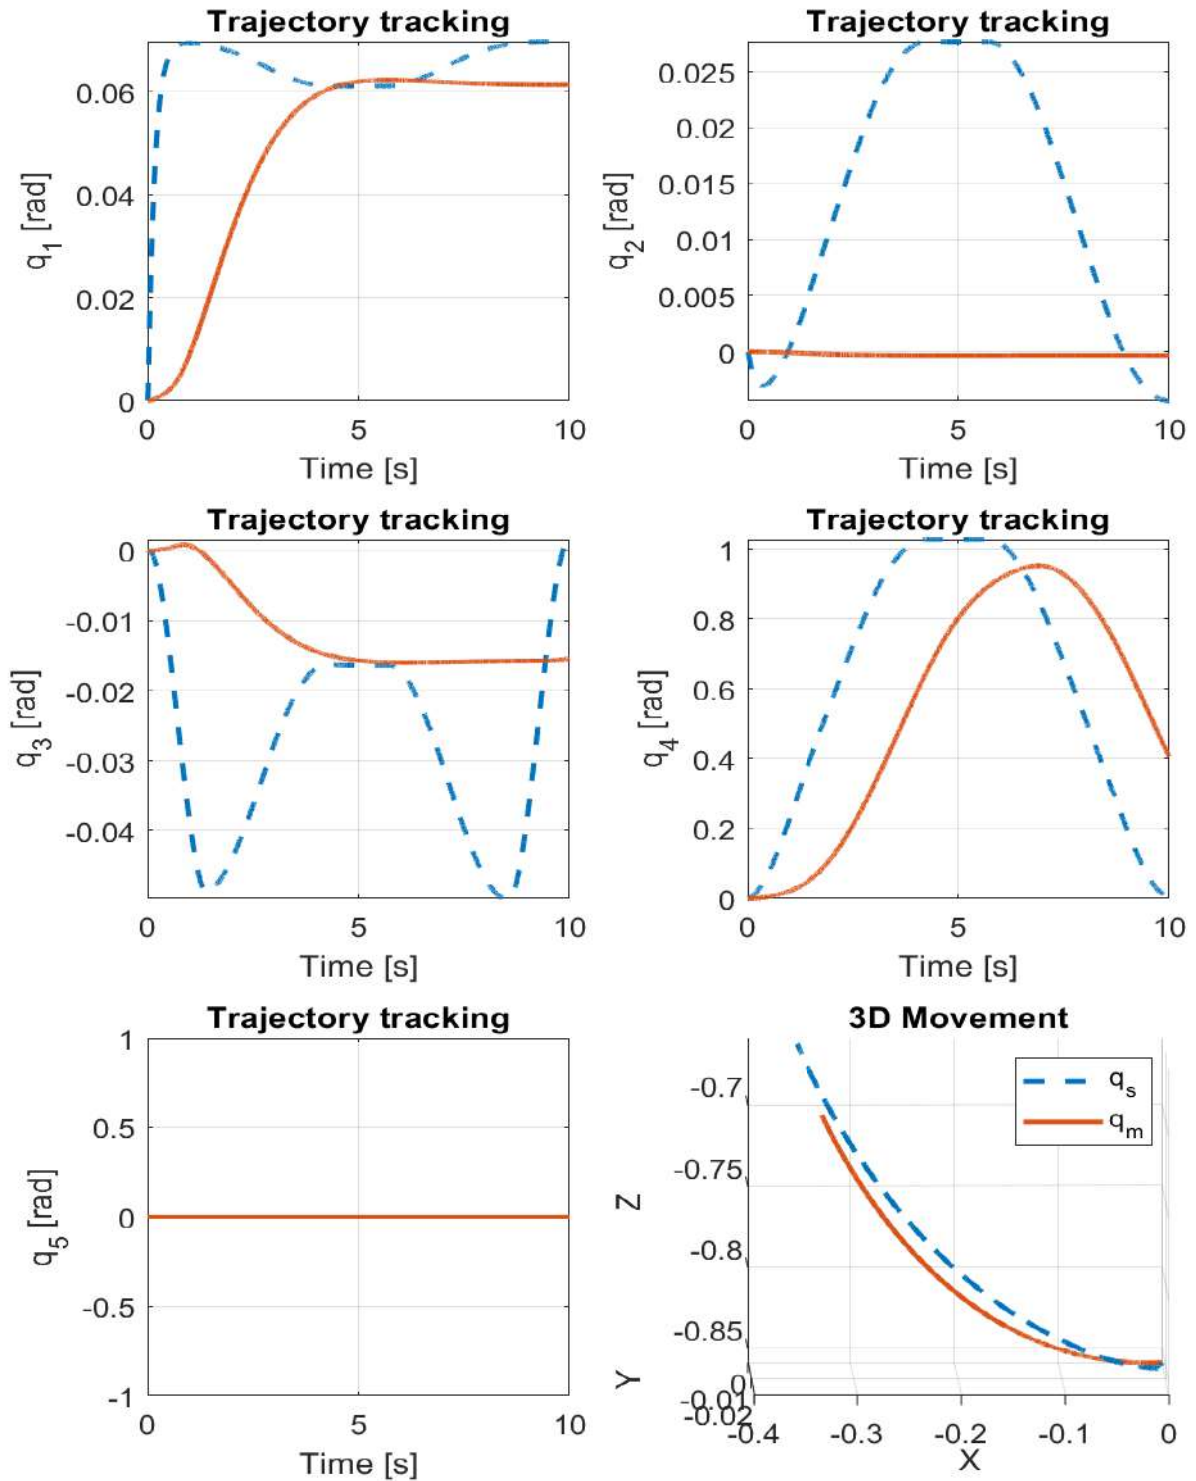 Trajectory tracking
q1 [rad]
0.06
0.04
0.02
0
0
5
10
Time [s]
Trajectory tracking
q2 [rad]
0.025
0.02
0.015
0.01
0.005
0
0
5
10
Time [s]
Trajectory tracking
q3 [rad]
0
-0.01
-0.02
-0.03
-0.04
0
5
10
Time [s]
Trajectory tracking
q4 [rad]
1
0.8
0.6
0.4
0.2
0
0
5
10
Time [s]
Trajectory tracking
q5 [rad]
1
0.5
0
-0.5
-1
0
5
10
Time [s]
3D Movement
qs
qm
Z
-0.7
-0.75
-0.8
-0.85
Y
0
-0.01
-0.02
-0.4
-0.3
-0.2
-0.1
0
X